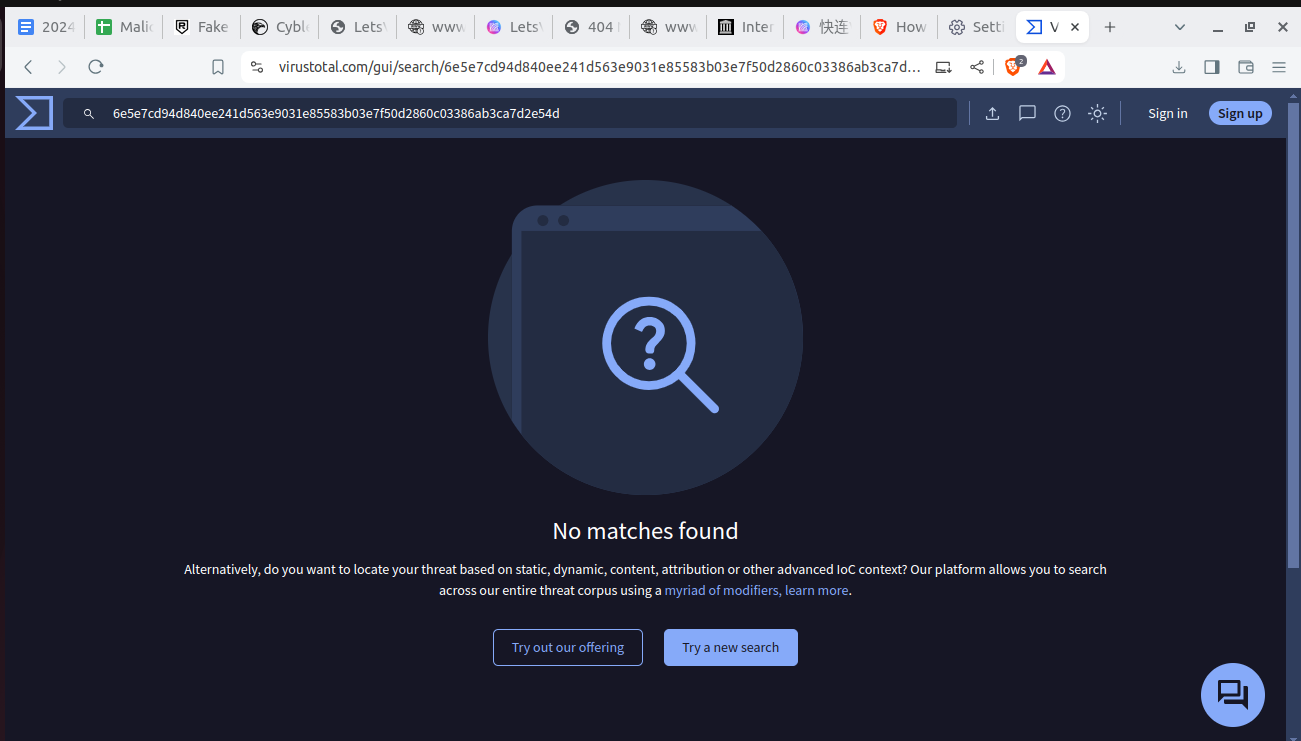 2024
Malic
Fake
Cyble
LetsV
www
LetsV
404
www
Inter
快连
How
Setti
V
virustotal.com/gui/search/6e5e7cd94d840ee241d563e9031e85583b03e7f50d2860c03386ab3ca7d...
2
6e5e7cd94d840ee241d563e9031e85583b03e7f50d2860c03386ab3ca7d2e54d
Sign in
Sign up
No matches found
Alternatively, do you want to locate your threat based on static, dynamic, content, attribution or other advanced IoC context? Our platform allows you to search
across our entire threat corpus using a myriad of modifiers, learn more.
Try out our offering
Try a new search